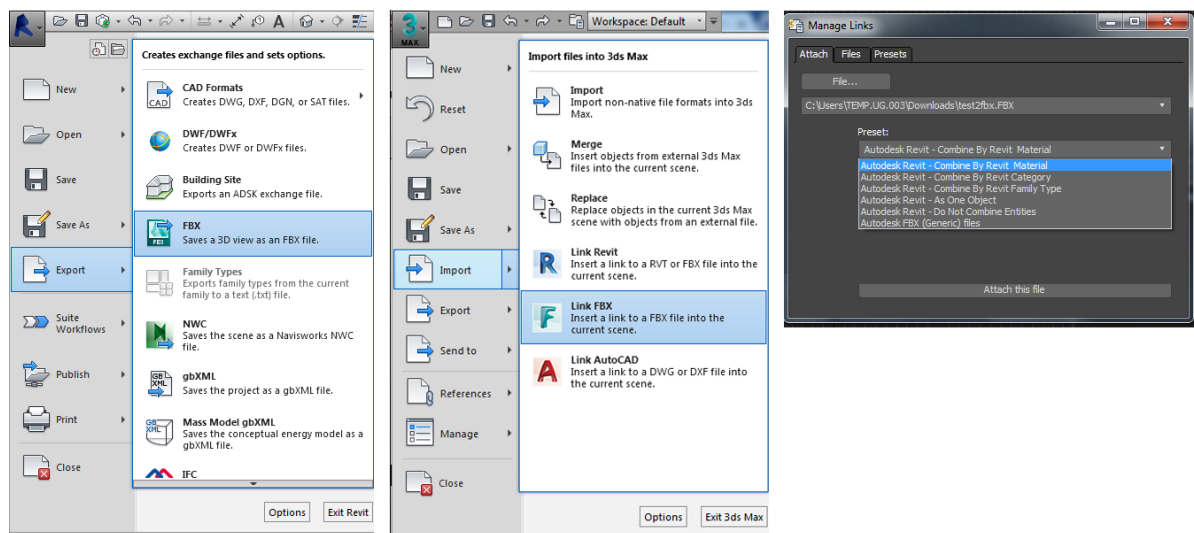 Creates exchange files and sets options.
New
Open
Save
Save As
Export
Suite
Workflows
Publish
Print
Close
CAD
CAD Formats
Creates DWG, DXF, DGN, or SAT files.
DWF/DWFx
Creates DWF or DWFx files.
Building Site
Exports an ADSK exchange file.
FBX
FBX
Saves a 3D view as an FBX file.
Family Types
Exports family types from the current
family to a text (.txt) file.
NWC
Saves the scene as a Navisworks NWC
file.
GB
XML
gbXML
Saves the project as a gbXML file.
GB
XML
Mass Model gbXML
Saves the conceptual energy model as a
gbXML file.
IFC
Options
Exit Revit
3
MAX
Workspace: Default
Import files into 3ds Max
New
Reset
Open
Save
Save As
Import
Export
Send to
References
Manage
Close
Import
Import non-native file formats into 3ds
Max.
Merge
Insert objects from external 3ds Max
files into the current scene.
Replace
Replace objects in the current 3ds Max
scene with objects from an external file.
R
Link Revit
Insert a link to a RVT or FBX file into the
current scene.
F
Link FBX
Insert a link to a FBX file into the
current scene.
A
Link AutoCAD
Insert a link to a DWG or DXF file into
the current scene.
Options
Exit 3ds Max
Manage Links
Attach
Files
Presets
File...
C:\Users\TEMP.UG.003\Downloads\test2fbx.FBX
Preset:
Autodesk Revit - Combine By Revit Material
Autodesk Revit - Combine By Revit Material
Autodesk Revit - Combine By Revit Category
Autodesk Revit - Combine By Revit Family Type
Autodesk Revit - As One Object
Autodesk Revit - Do Not Combine Entities
Autodesk FBX (Generic) files
Attach this file